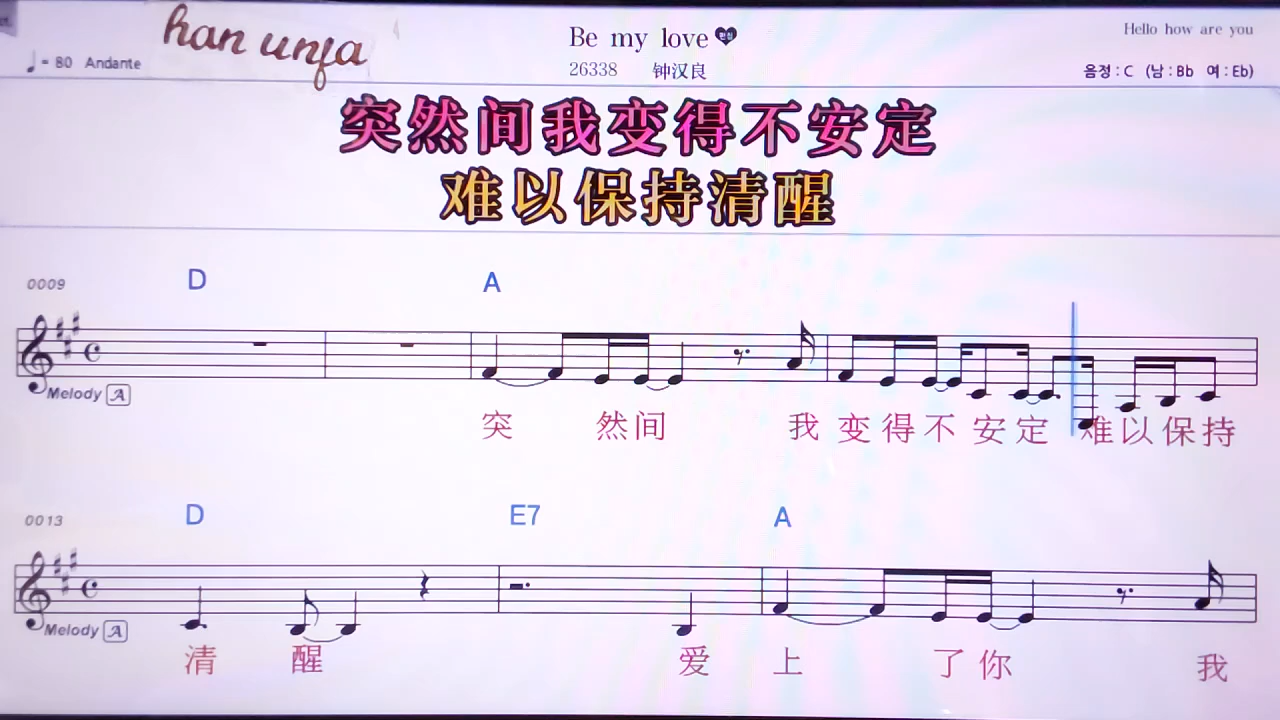 han unja
Be my love
Hello how are you
= 80 Andante
26338 钟汉良
음정 : C (남 : Bb 여 : Eb)
突然间我变得不安定
难以保持清醒
0009 D A
Melody A
突 然间 我 变得不 安定 难以保持
0013 D E7 A
Melody A
清 醒 爱 上 了你 我